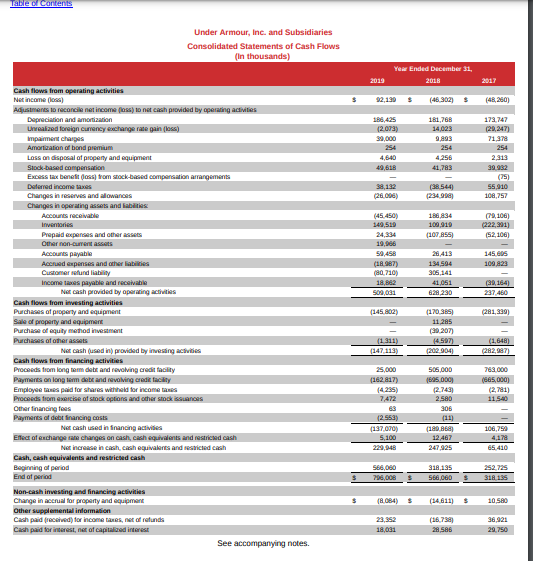 Table of Contents
Under Armour, Inc. and Subsidiaries
Consolidated Statements of Cash Flows
(In thousands)
Year Ended December 31,
2019 2018 2017
Cash flows from operating activities
Net income (loss) $ 92,139 $ (46,302) $ (48,260)
Adjustments to reconcile net income (loss) to net cash provided by operating activities
Depreciation and amortization 186,425 181,768 173,747
Unrealized foreign currency exchange rate gain (loss) (2,073) 14,023 (29,247)
Impairment charges 39,000 9,893 71,378
Amortization of bond premium 254 254 254
Loss on disposal of property and equipment 4,640 4,256 2,313
Stock-based compensation 49,618 41,783 39,932
Excess tax benefit (loss) from stock-based compensation arrangements — — (75)
Deferred income taxes 38,132 (38,544) 55,910
Changes in reserves and allowances (26,096) (234,998) 108,757
Changes in operating assets and liabilities:
Accounts receivable (45,450) 186,834 (79,106)
Inventories 149,519 109,919 (222,391)
Prepaid expenses and other assets 24,334 (107,855) (52,106)
Other non-current assets 19,966 — —
Accounts payable 59,458 26,413 145,695
Accrued expenses and other liabilities (18,987) 134,594 109,823
Customer refund liability (80,710) 305,141 —
Income taxes payable and receivable 18,862 41,051 (39,164)
Net cash provided by operating activities 509,031 628,230 237,460
Cash flows from investing activities
Purchases of property and equipment (145,802) (170,385) (281,339)
Sale of property and equipment — 11,285 —
Purchase of equity method investment — (39,207) —
Purchases of other assets (1,311) (4,597) (1,648)
Net cash (used in) provided by investing activities (147,113) (202,904) (282,987)
Cash flows from financing activities
Proceeds from long term debt and revolving credit facility 25,000 505,000 763,000
Payments on long term debt and revolving credit facility (162,817) (695,000) (665,000)
Employee taxes paid for shares withheld for income taxes (4,235) (2,743) (2,781)
Proceeds from exercise of stock options and other stock issuances 7,472 2,580 11,540
Other financing fees 63 306 —
Payments of debt financing costs (2,553) (11) —
Net cash used in financing activities (137,070) (189,868) 106,759
Effect of exchange rate changes on cash, cash equivalents and restricted cash 5,100 12,467 4,178
Net increase in cash, cash equivalents and restricted cash 229,948 247,925 65,410
Cash, cash equivalents and restricted cash
Beginning of period 566,060 318,135 252,725
End of period $ 796,008 $ 566,060 $ 318,135
Non-cash investing and financing activities
Change in accrual for property and equipment $ (8,084) $ (14,611) $ 10,580
Other supplemental information
Cash paid (received) for income taxes, net of refunds 23,352 (16,738) 36,921
Cash paid for interest, net of capitalized interest 18,031 28,586 29,750
See accompanying notes.